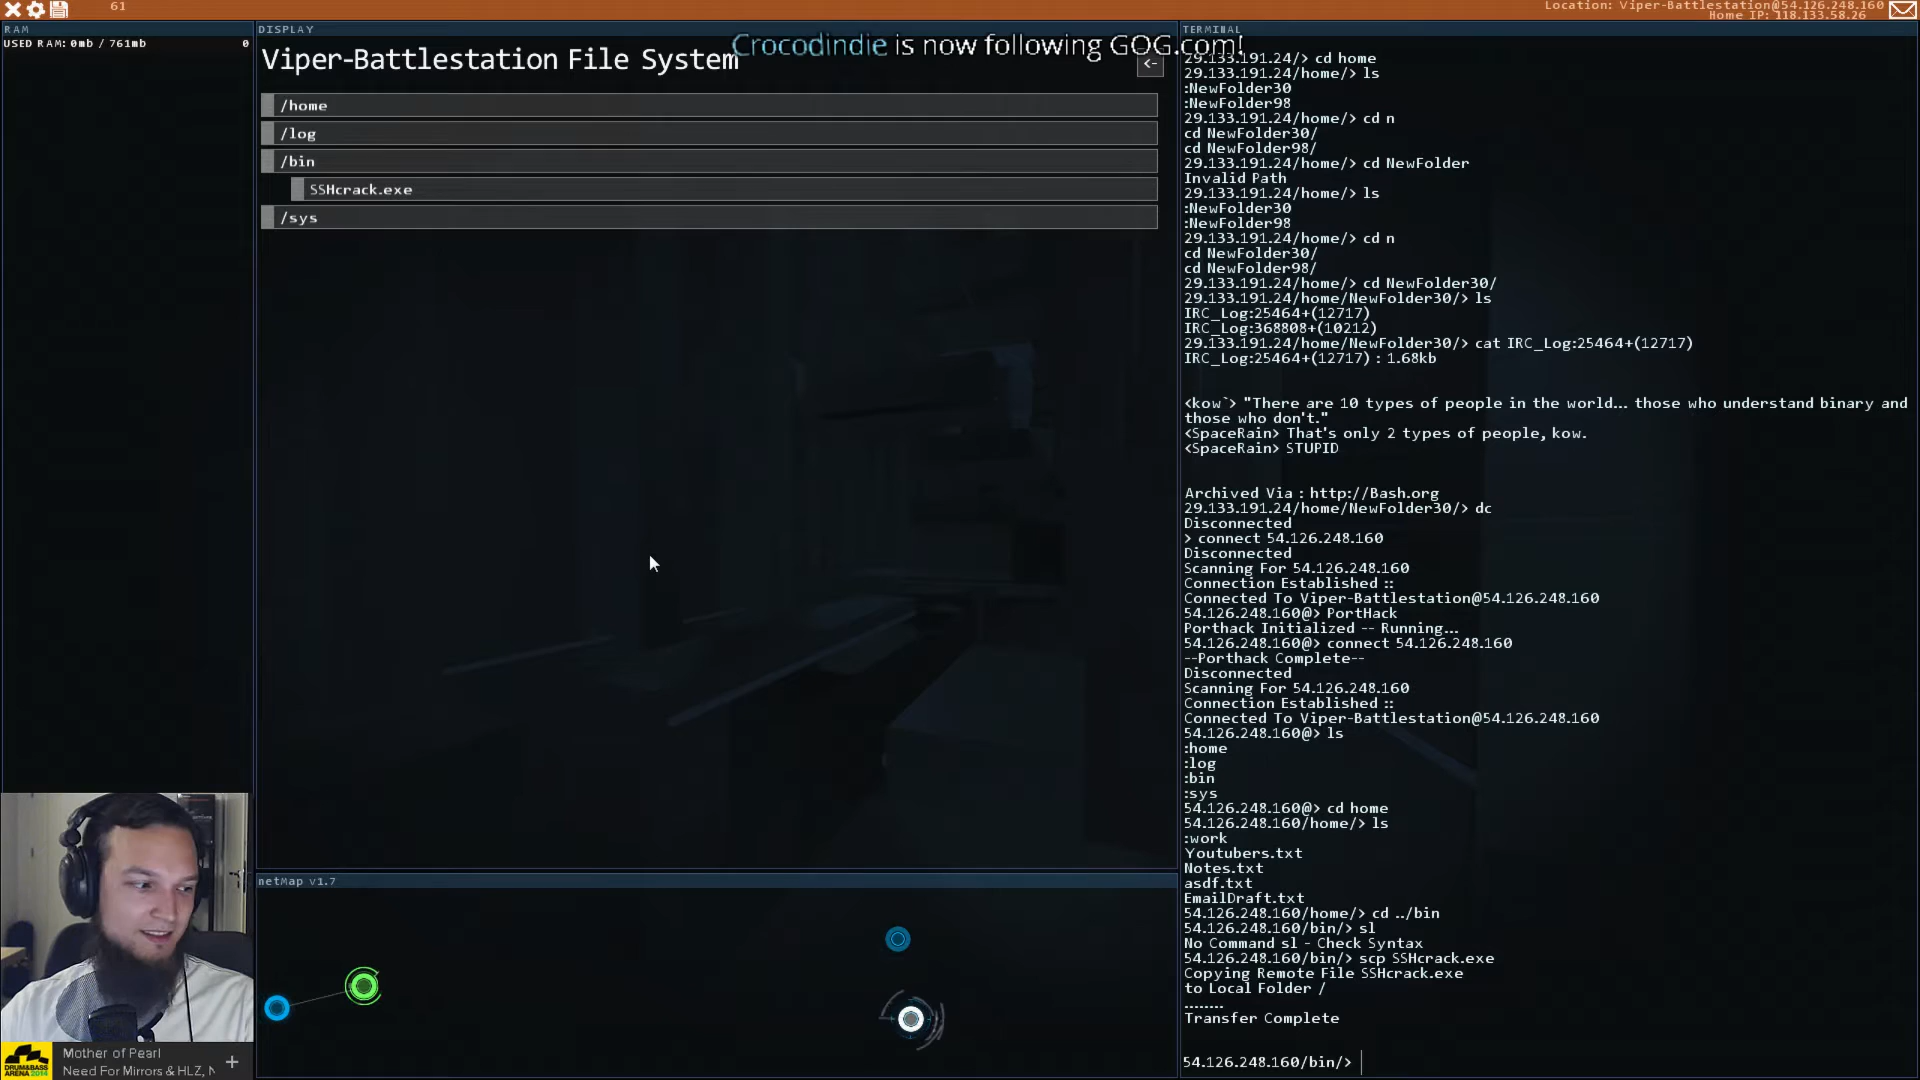 61
Location: Viper-Battlestation@54.126.248.160
Home IP: 118.133.58.26
RAM
USED RAM: 0mb / 761mb
0
DISPLAY
Viper-Battlestation File System
Crocodindie is now following GOG.com!
<-
/home
/log
/bin
SSHcrack.exe
/sys
netMap v1.7
Mother of Pearl
Need For Mirrors & HLZ, N
+
DRUM&BASS
ARENA 2014
TERMINAL
29.133.191.24/> cd home
29.133.191.24/home/> ls
:NewFolder30
:NewFolder98
29.133.191.24/home/> cd n
cd NewFolder30/
cd NewFolder98/
29.133.191.24/home/> cd NewFolder
Invalid Path
29.133.191.24/home/> ls
:NewFolder30
:NewFolder98
29.133.191.24/home/> cd n
cd NewFolder30/
cd NewFolder98/
29.133.191.24/home/> cd NewFolder30/
29.133.191.24/home/NewFolder30/> ls
IRC_Log:25464+(12717)
IRC_Log:368808+(10212)
29.133.191.24/home/NewFolder30/> cat IRC_Log:25464+(12717)
IRC_Log:25464+(12717) : 1.68kb
<kow`> "There are 10 types of people in the world... those who understand binary and
those who don't."
<SpaceRain> That's only 2 types of people, kow.
<SpaceRain> STUPID
Archived Via : http://Bash.org
29.133.191.24/home/NewFolder30/> dc
Disconnected
> connect 54.126.248.160
Disconnected
Scanning For 54.126.248.160
Connection Established ::
Connected To Viper-Battlestation@54.126.248.160
54.126.248.160@> PortHack
Porthack Initialized -- Running...
54.126.248.160@> connect 54.126.248.160
--Porthack Complete--
Disconnected
Scanning For 54.126.248.160
Connection Established ::
Connected To Viper-Battlestation@54.126.248.160
54.126.248.160@> ls
:home
:log
:bin
:sys
54.126.248.160@> cd home
54.126.248.160/home/> ls
:work
Youtubers.txt
Notes.txt
asdf.txt
EmailDraft.txt
54.126.248.160/home/> cd ../bin
54.126.248.160/bin/> sl
No Command sl - Check Syntax
54.126.248.160/bin/> scp SSHcrack.exe
Copying Remote File SSHcrack.exe
to Local Folder /
........
Transfer Complete
54.126.248.160/bin/>